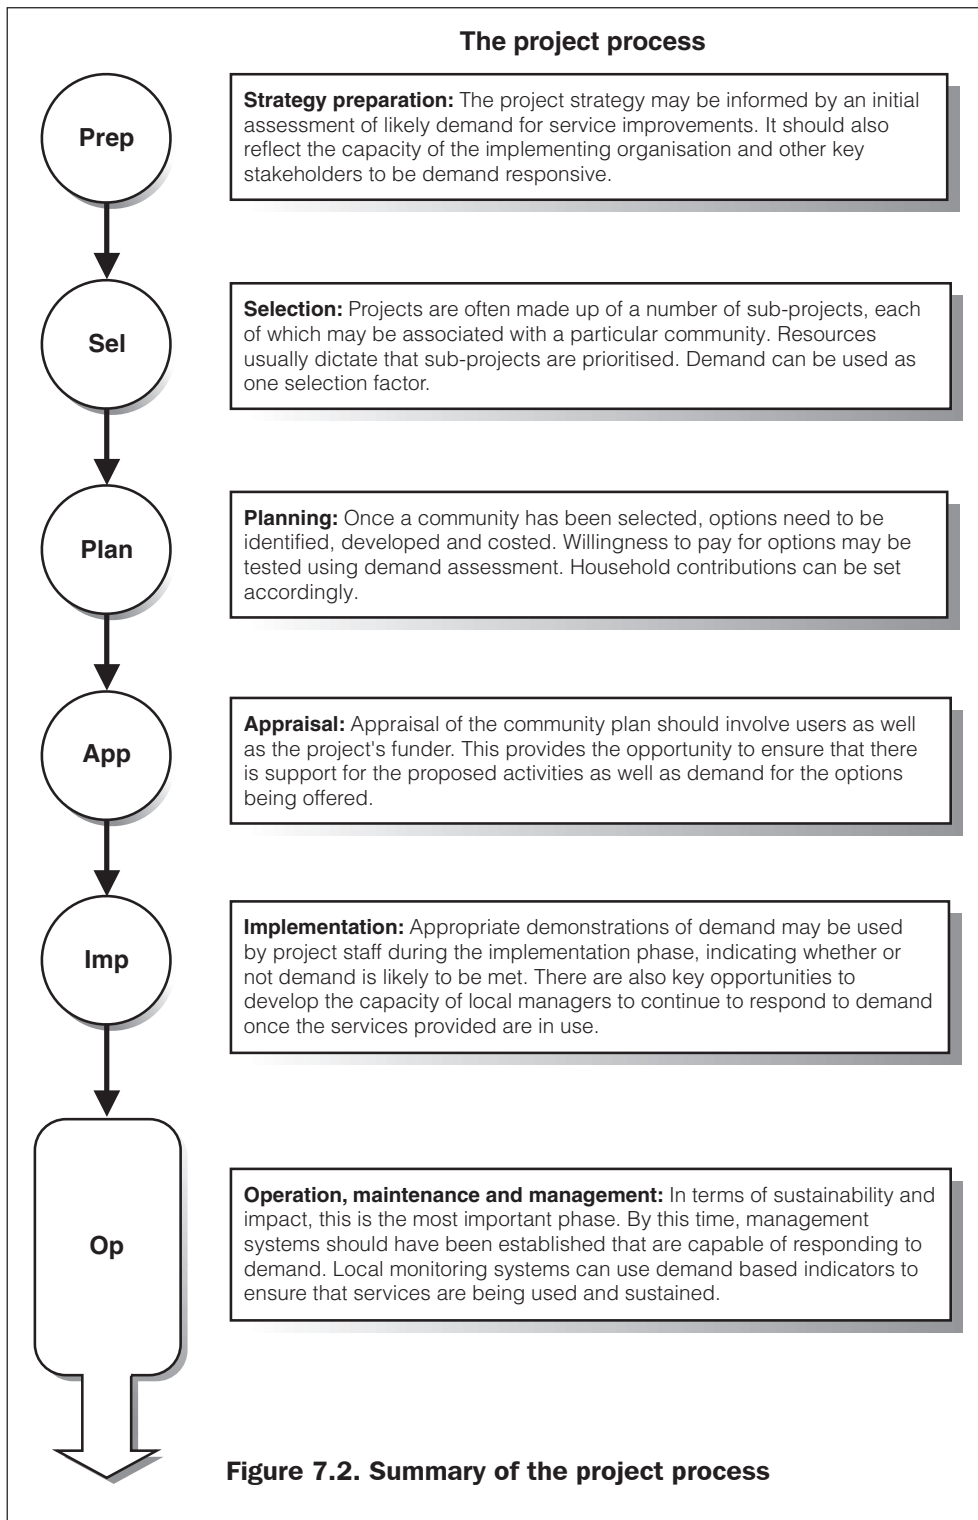 The project process
Prep
Strategy preparation: The project strategy may be informed by an initial
assessment of likely demand for service improvements. It should also
reflect the capacity of the implementing organisation and other key
stakeholders to be demand responsive.
Sel
Selection: Projects are often made up of a number of sub-projects, each
of which may be associated with a particular community. Resources
usually dictate that sub-projects are prioritised. Demand can be used as
one selection factor.
Plan
Planning: Once a community has been selected, options need to be
identified, developed and costed. Willingness to pay for options may be
tested using demand assessment. Household contributions can be set
accordingly.
App
Appraisal: Appraisal of the community plan should involve users as well
as the project's funder. This provides the opportunity to ensure that there
is support for the proposed activities as well as demand for the options
being offered.
Imp
Implementation: Appropriate demonstrations of demand may be used
by project staff during the implementation phase, indicating whether or
not demand is likely to be met. There are also key opportunities to
develop the capacity of local managers to continue to respond to demand
once the services provided are in use.
Op
Operation, maintenance and management: In terms of sustainability and
impact, this is the most important phase. By this time, management
systems should have been established that are capable of responding to
demand. Local monitoring systems can use demand based indicators to
ensure that services are being used and sustained.
Figure 7.2. Summary of the project process